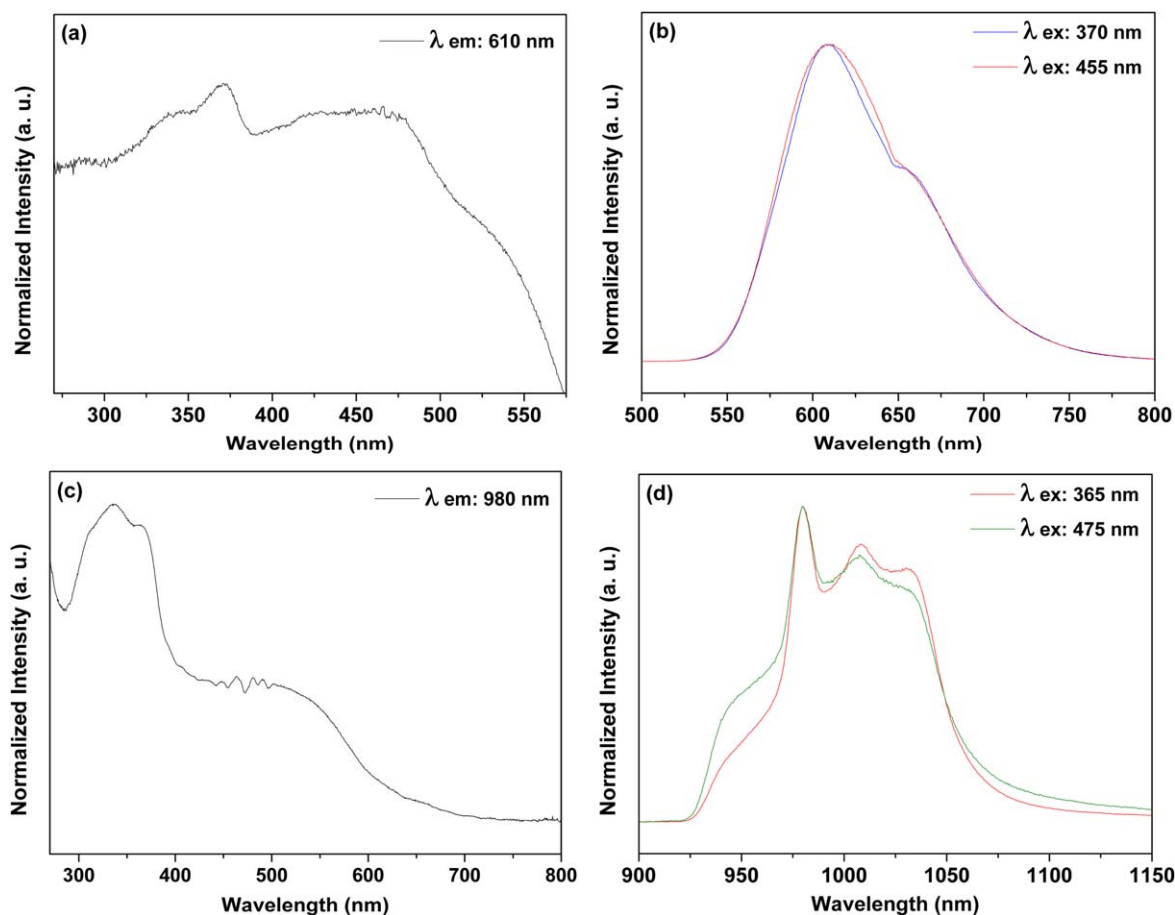 (a)
λ em: 610 nm
Normalized Intensity (a. u.)
300 350 400 450 500 550
Wavelength (nm)
(b)
λ ex: 370 nm
λ ex: 455 nm
Normalized Intensity (a. u.)
500 550 600 650 700 750 800
Wavelength (nm)
(c)
λ em: 980 nm
Normalized Intensity (a. u.)
300 400 500 600 700 800
Wavelength (nm)
(d)
λ ex: 365 nm
λ ex: 475 nm
Normalized Intensity (a. u.)
900 950 1000 1050 1100 1150
Wavelength (nm)